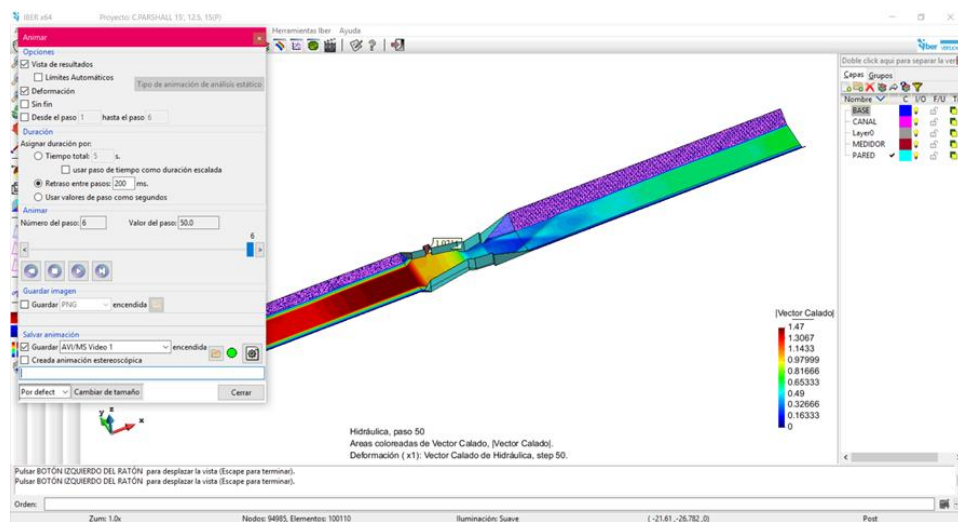 IBER x64 Proyecto: C.PARSHALL 15', 12.5, 15(P)
Herramientas Iber Ayuda
Iber
Animar
Opciones
Vista de resultados
Límites Automáticos
Tipo de animación de análisis estático
Deformación
Sin fin
Desde el paso 1 hasta el paso 6
Duración
Asignar duración por:
Tiempo total: 5 s.
usar paso de tiempo como duración escalada
Retraso entre pasos: 200 ms.
Usar valores de paso como segundos
Animar
Número del paso: 6 Valor del paso: 50.0
6
Guardar imagen
Guardar PNG encendida
Salvar animación
Guardar AVI/MS Video 1 encendida
Creada animación estereoscópica
Por defect Cambiar de tamaño Cerrar
Doble click aqui para separar la ver
Capas Grupos
Nombre C I/O F/U
BASE
CANAL
Layer0
MEDIDOR
PARED
|Vector Calado|
1.47
1.3067
1.1433
0.97999
0.81666
0.65333
0.49
0.32666
0.16333
0
y z x
Hidráulica, paso 50
Areas coloreadas de Vector Calado, |Vector Calado|.
Deformación ( x1): Vector Calado de Hidráulica, step 50.
Pulsar BOTÓN IZQUIERDO DEL RATÓN para desplazar la vista (Escape para terminar).
Pulsar BOTÓN IZQUIERDO DEL RATÓN para desplazar la vista (Escape para terminar).
Orden:
Zum: 1.0x Nodos: 94985, Elementos: 100110 Iluminación: Suave ( -21.61 ,-26.782 ,0) Post